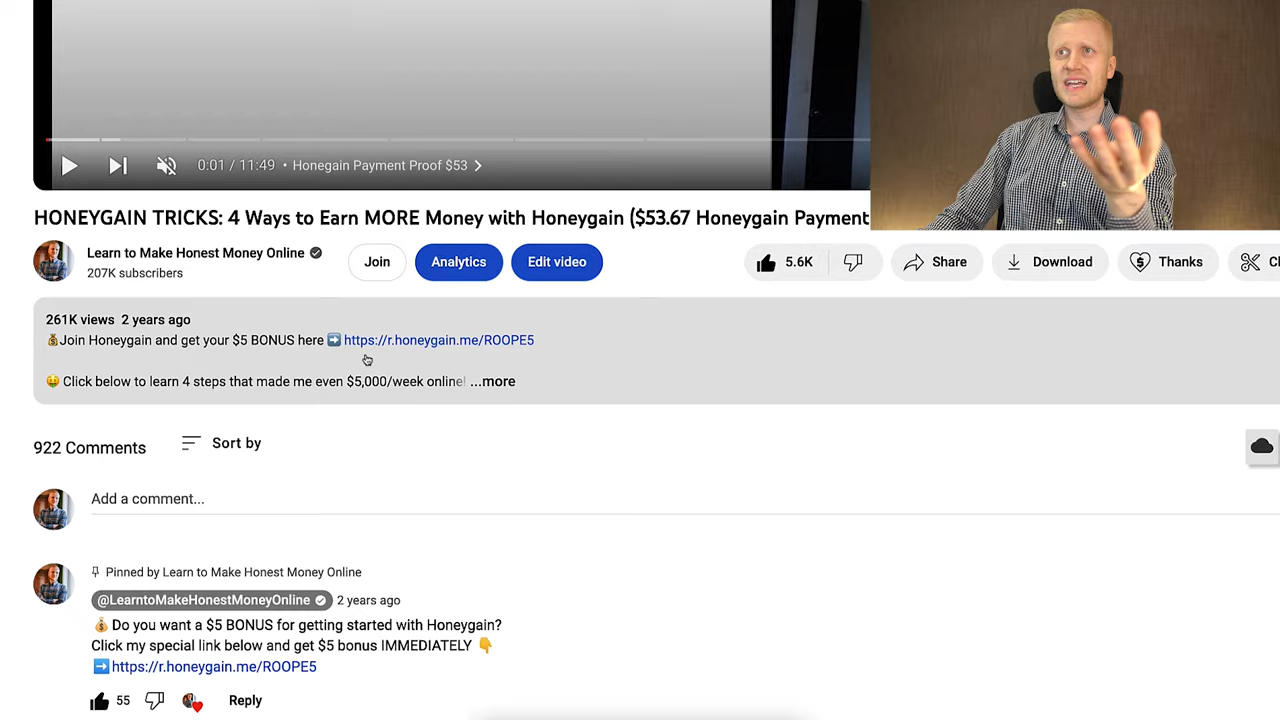 0:01 / 11:49 • Honegain Payment Proof $53
HONEYGAIN TRICKS: 4 Ways to Earn MORE Money with Honeygain ($53.67 Honeygain Payment
Learn to Make Honest Money Online
207K subscribers
Join
Analytics
Edit video
5.6K
Share
Download
Thanks
261K views 2 years ago
💰Join Honeygain and get your $5 BONUS here ➡️ https://r.honeygain.me/ROOPE5
🤑 Click below to learn 4 steps that made me even $5,000/week online! ...more
922 Comments
Sort by
Add a comment...
Pinned by Learn to Make Honest Money Online
@LearntoMakeHonestMoneyOnline 2 years ago
💰 Do you want a $5 BONUS for getting started with Honeygain?
Click my special link below and get $5 bonus IMMEDIATELY 👇
➡️ https://r.honeygain.me/ROOPE5
55
Reply